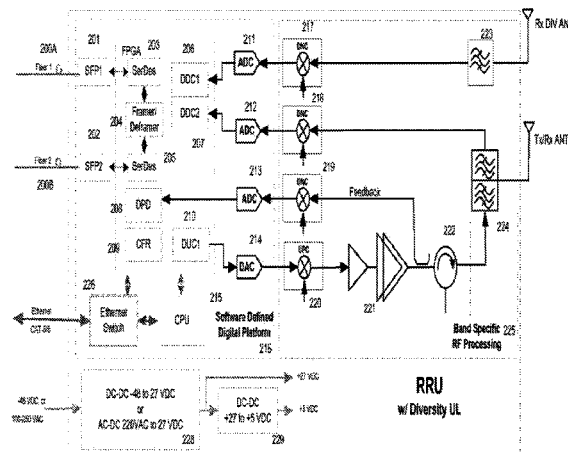 200A
201
FPGA
203
206
211
217
223
Rx DIV ANT
Fiber 1
SFP1
SerDes
DDC1
ADC
DNC
218
204
Framer/
Deframer
DDC2
207
212
ADC
DNC
Tx/Rx ANT
202
205
219
Fiber 2
SFP2
SerDes
200B
213
208
DPD
210
ADC
DNC
Feedback
224
209
CFR
DUC1
214
DAC
UPC
222
226
220
221
Ethernet
CAT-5/6
Ethernet
Switch
CPU
215
Software Defined
Digital Platform
216
Band Specific
RF Processing
225
DC-DC -48 to 27 VDC
or
AC-DC 220VAC to 27 VDC
228
+27 VDC
DC-DC
+27 to +5 VDC
229
+5 VDC
-48 VDC or
100-250 VAC
RRU
w/ Diversity UL